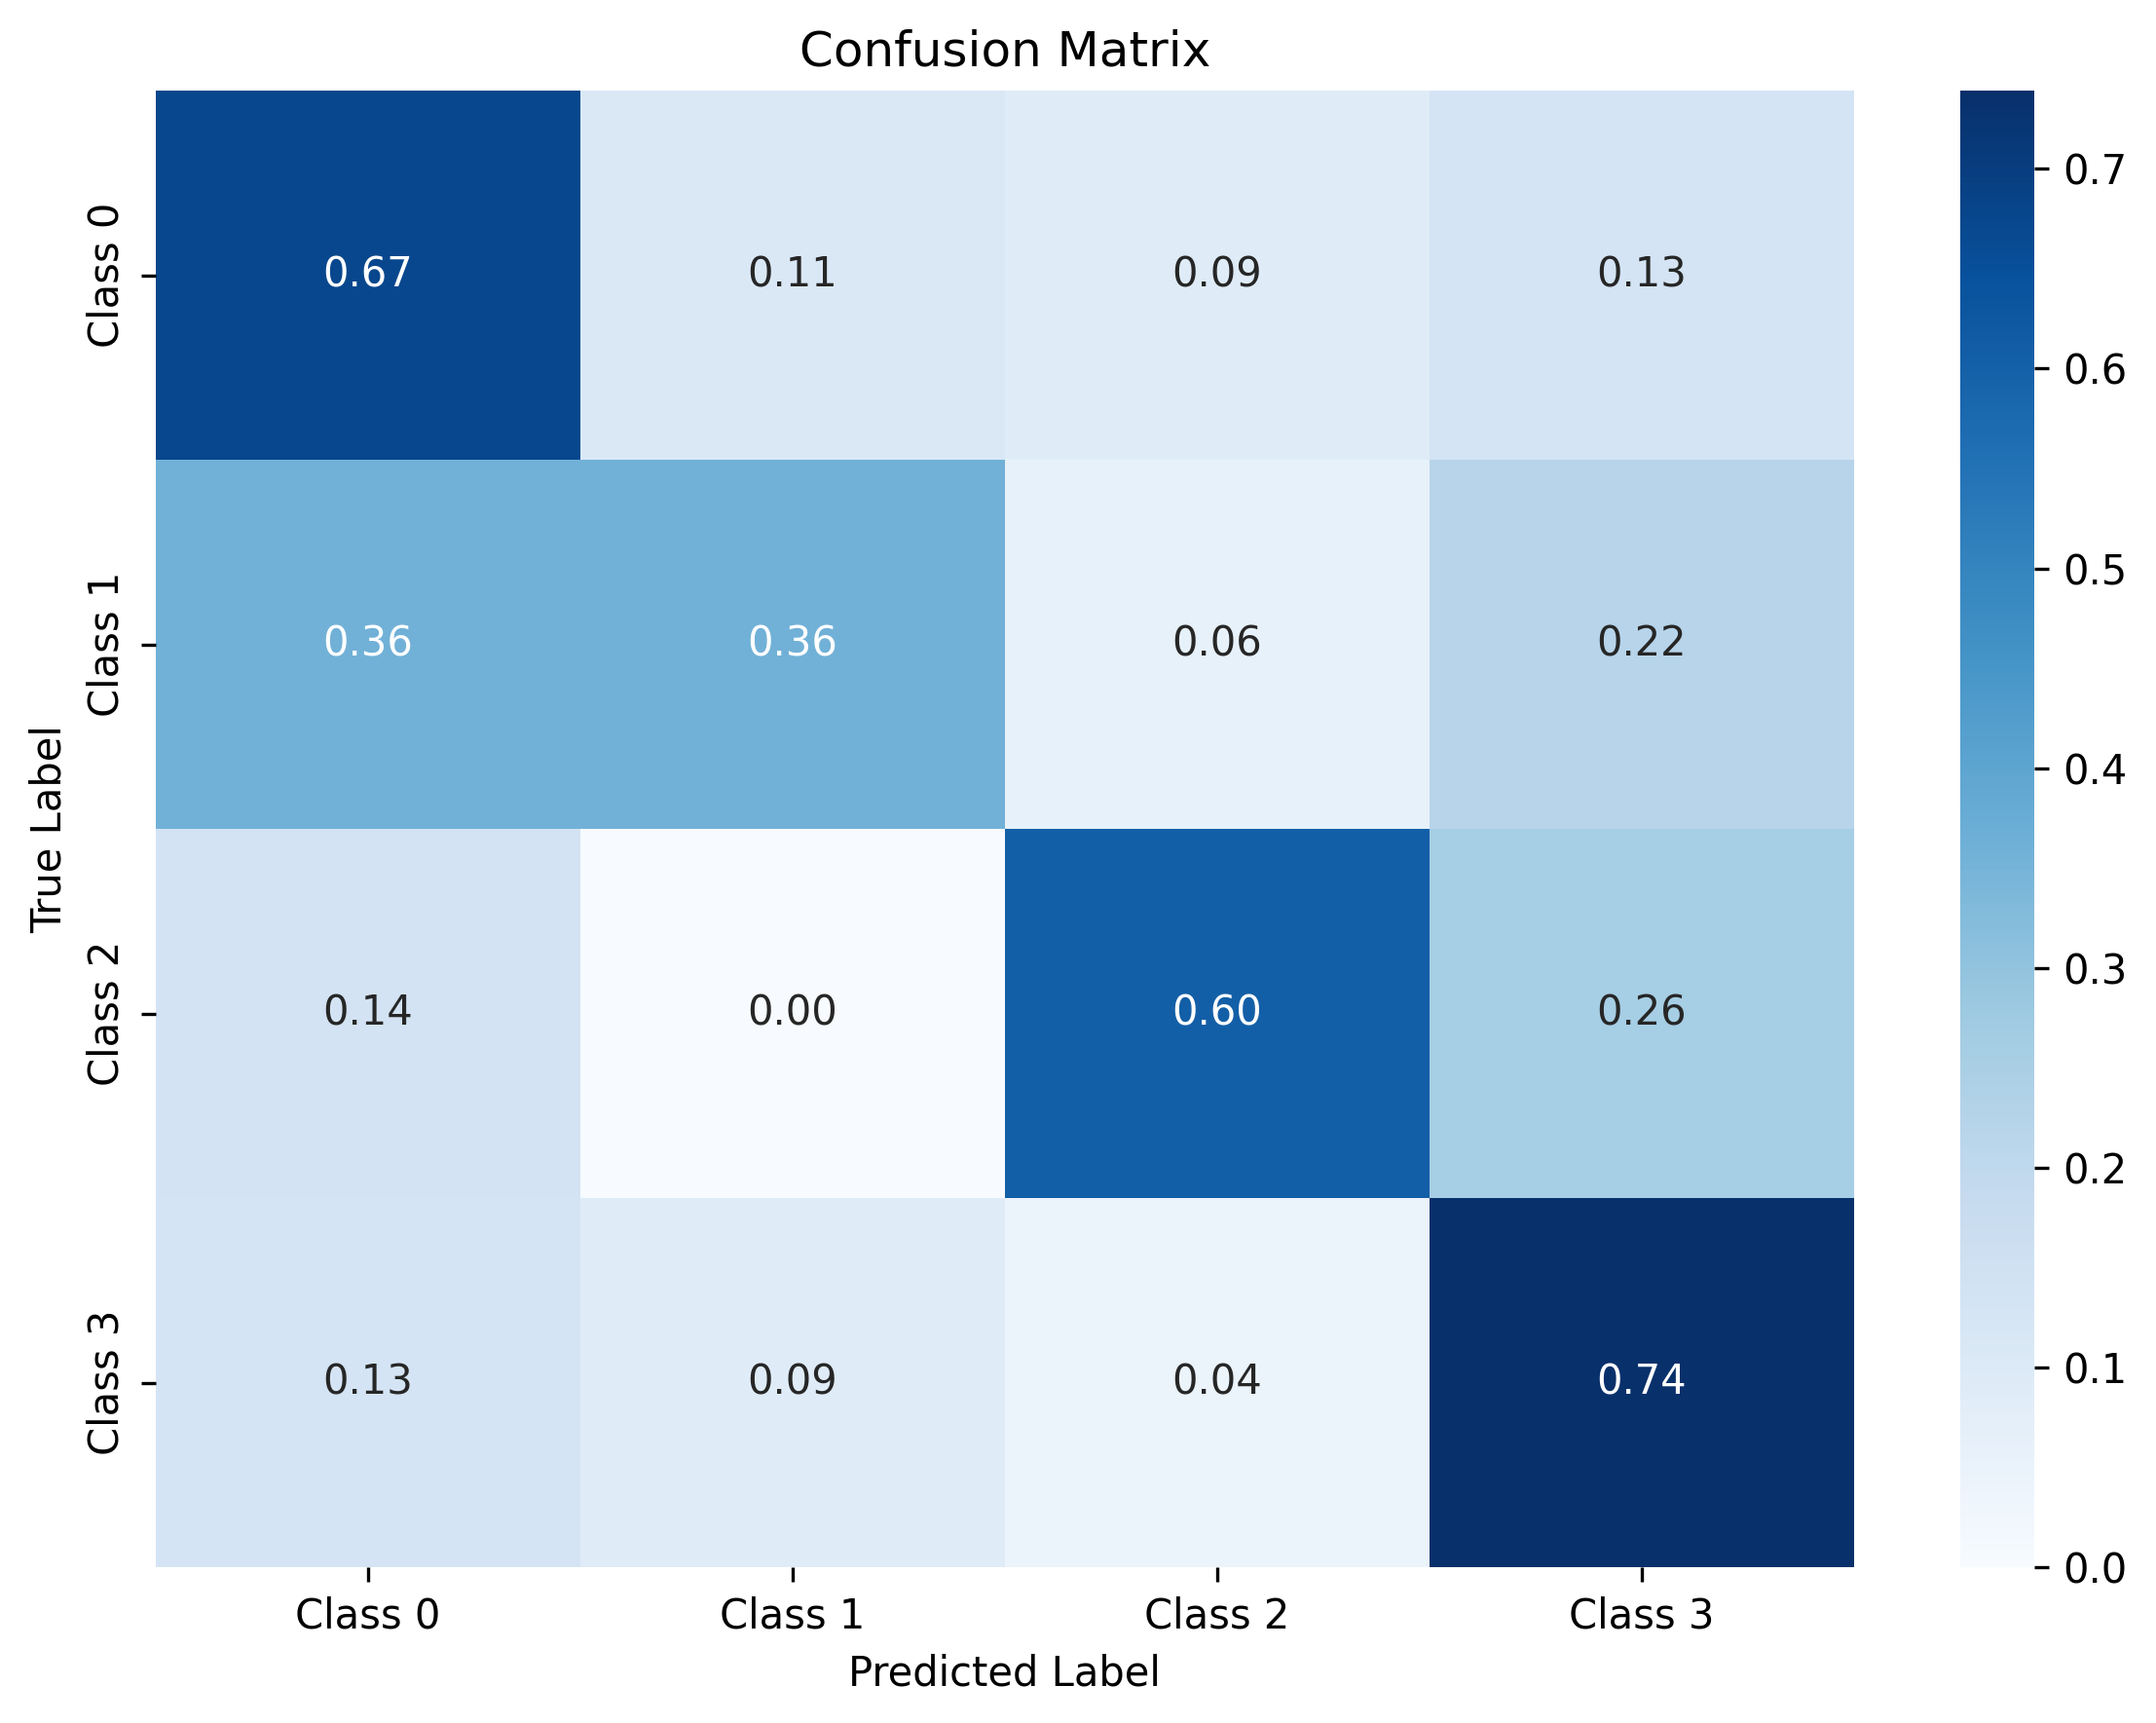 Confusion Matrix
True Label
Class 0
0.67 0.11 0.09 0.13
Class 1
0.36 0.36 0.06 0.22
Class 2
0.14 0.00 0.60 0.26
Class 3
0.13 0.09 0.04 0.74
Class 0 Class 1 Class 2 Class 3
Predicted Label
0.7
0.6
0.5
0.4
0.3
0.2
0.1
0.0